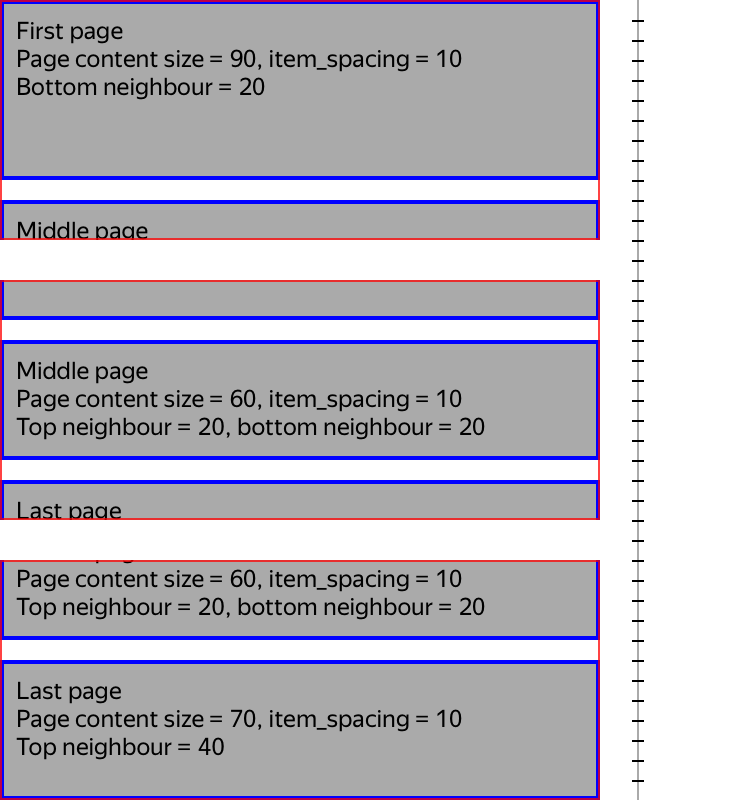 First page
Page content size = 90, item_spacing = 10
Bottom neighbour = 20
Middle page
Middle page
Page content size = 60, item_spacing = 10
Top neighbour = 20, bottom neighbour = 20
Last page
Page content size = 60, item_spacing = 10
Top neighbour = 20, bottom neighbour = 20
Last page
Page content size = 70, item_spacing = 10
Top neighbour = 40